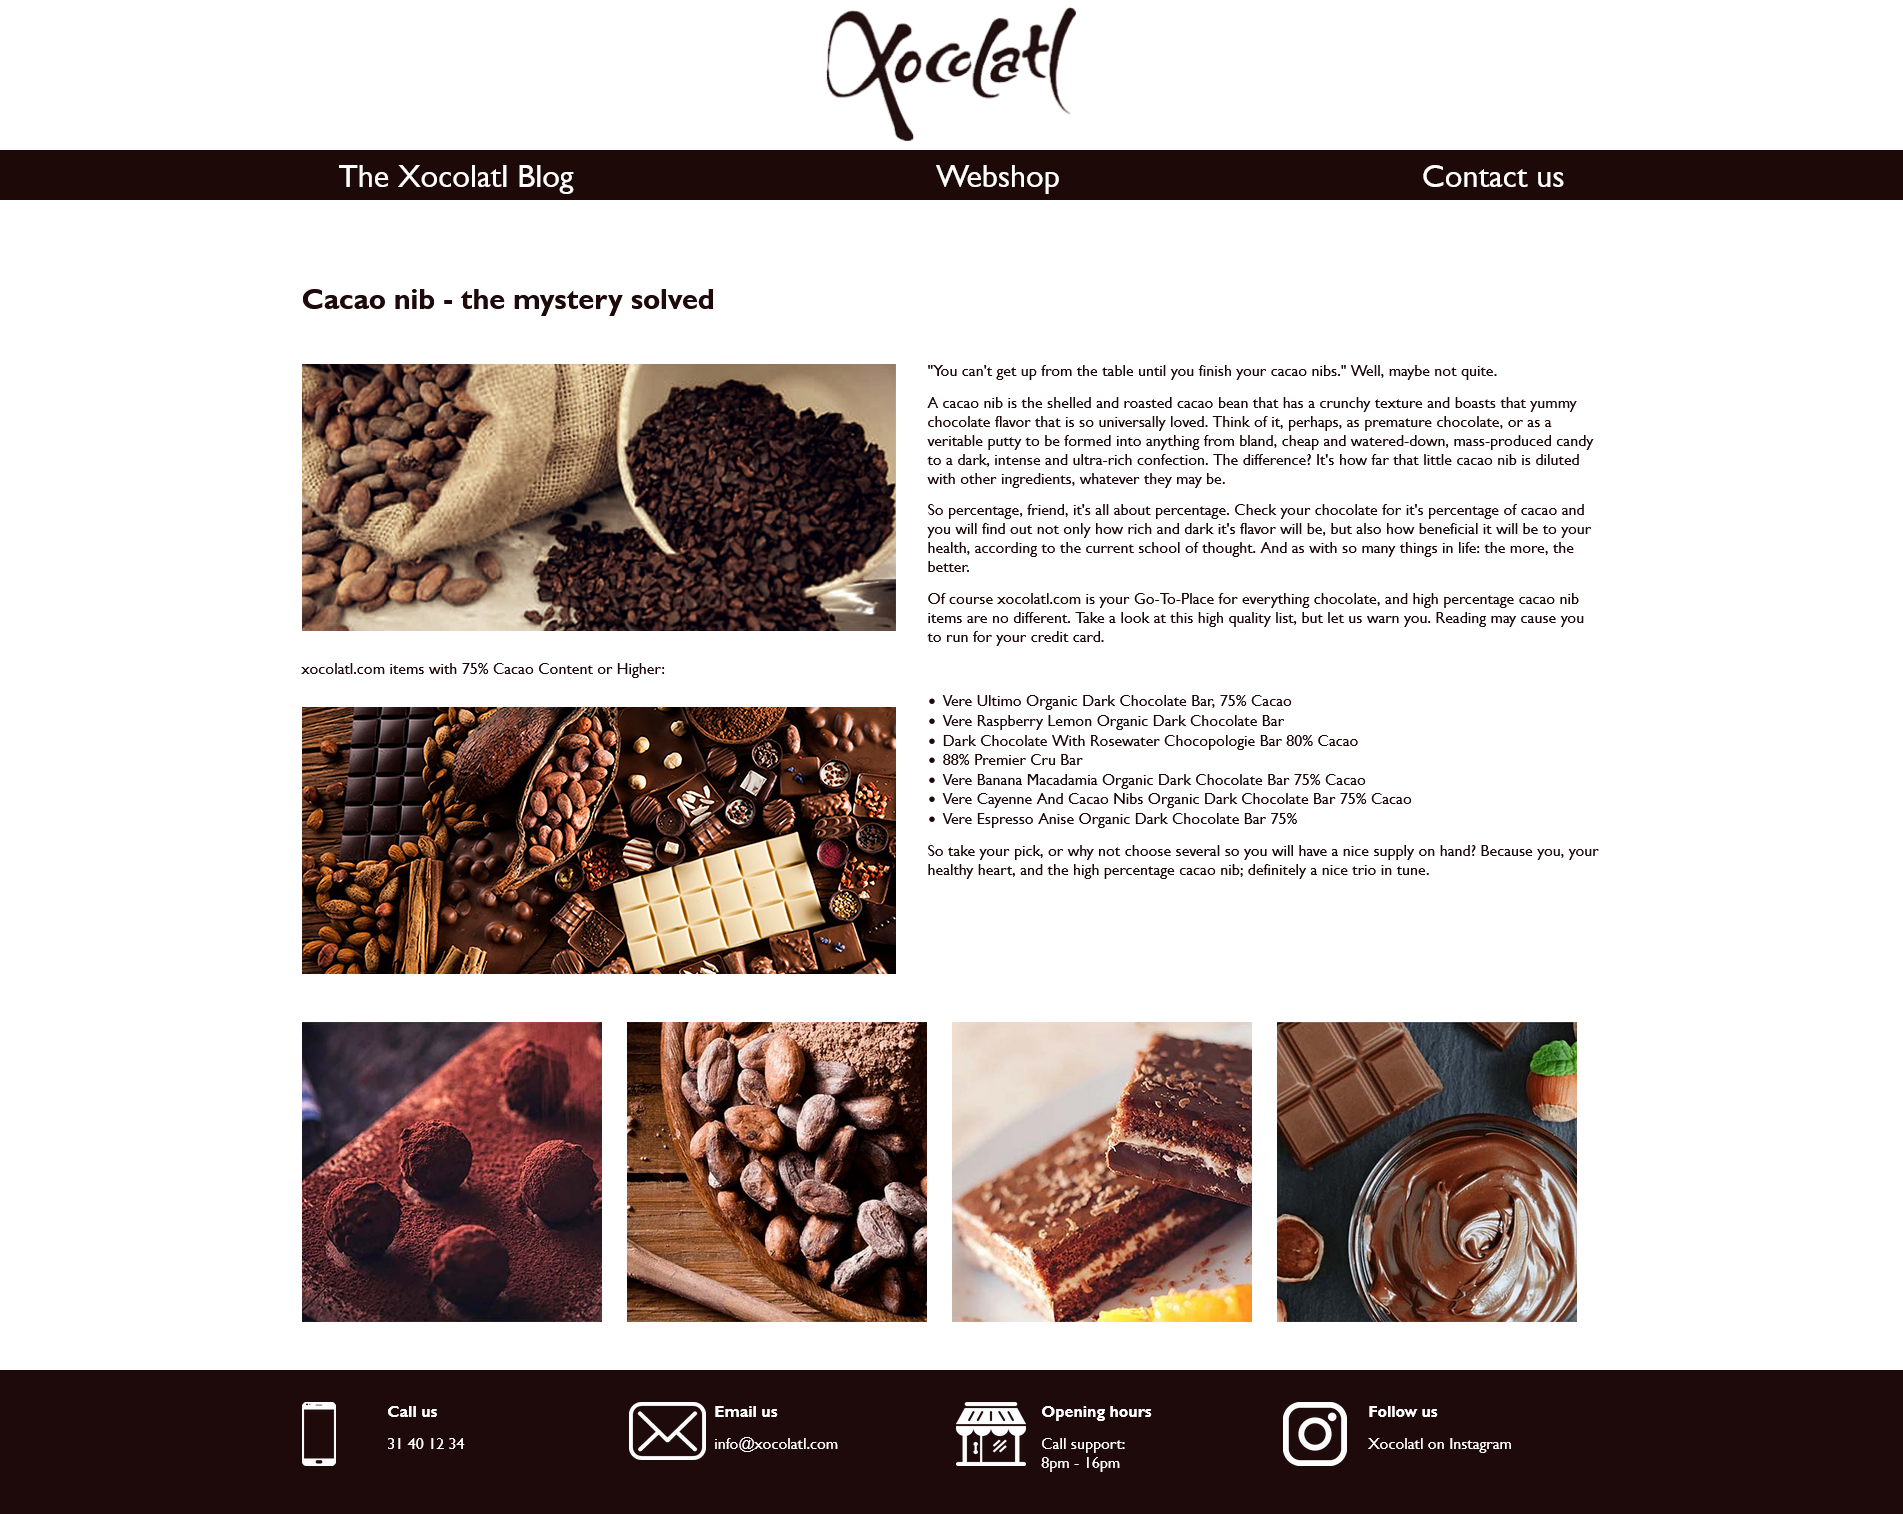 Xocolatl
The Xocolatl Blog
Webshop
Contact us
Cacao nib - the mystery solved
"You can't get up from the table until you finish your cacao nibs." Well, maybe not quite.
A cacao nib is the shelled and roasted cacao bean that has a crunchy texture and boasts that yummy
chocolate flavor that is so universally loved. Think of it, perhaps, as premature chocolate, or as a
veritable putty to be formed into anything from bland, cheap and watered-down, mass-produced candy
to a dark, intense and ultra-rich confection. The difference? It's how far that little cacao nib is diluted
with other ingredients, whatever they may be.
So percentage, friend, it's all about percentage. Check your chocolate for it's percentage of cacao and
you will find out not only how rich and dark it's flavor will be, but also how beneficial it will be to your
health, according to the current school of thought. And as with so many things in life: the more, the
better.
Of course xocolatl.com is your Go-To-Place for everything chocolate, and high percentage cacao nib
items are no different. Take a look at this high quality list, but let us warn you. Reading may cause you
to run for your credit card.
xocolatl.com items with 75% Cacao Content or Higher:
• Vere Ultimo Organic Dark Chocolate Bar, 75% Cacao
• Vere Raspberry Lemon Organic Dark Chocolate Bar
• Dark Chocolate With Rosewater Chocopologie Bar 80% Cacao
• 88% Premier Cru Bar
• Vere Banana Macadamia Organic Dark Chocolate Bar 75% Cacao
• Vere Cayenne And Cacao Nibs Organic Dark Chocolate Bar 75% Cacao
• Vere Espresso Anise Organic Dark Chocolate Bar 75%
So take your pick, or why not choose several so you will have a nice supply on hand? Because you, your
healthy heart, and the high percentage cacao nib; definitely a nice trio in tune.
Call us
31 40 12 34
Email us
info@xocolatl.com
Opening hours
Call support:
8pm - 16pm
Follow us
Xocolatl on Instagram